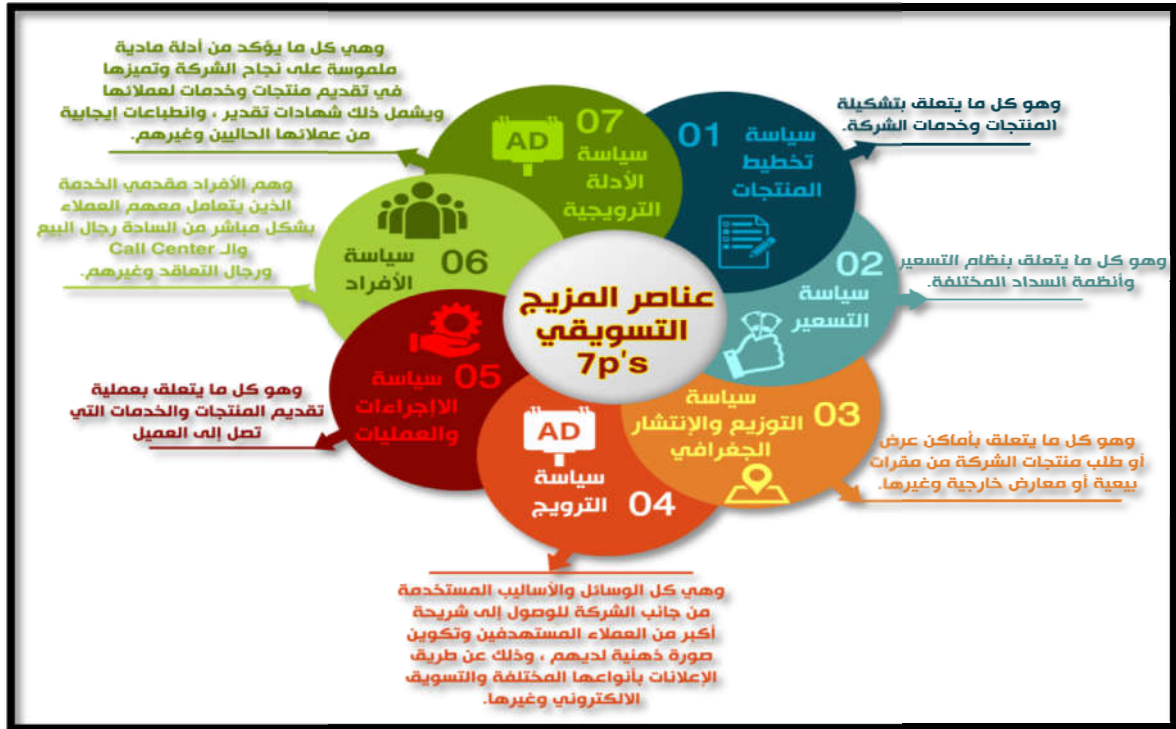 عناصر المزيج
التسويقي
7p's
01
سياسة
تخطيط
المنتجات
وهو كل ما يتعلق بتشكيلة
المنتجات وخدمات الشركة.
02
سياسة
التسعير
وهو كل ما يتعلق بنظام التسعير
وأنظمة السداد المختلفة.
03
سياسة
التوزيع والإنتشار
الجغرافي
وهو كل ما يتعلق بأماكن عرض
أو طلب منتجات الشركة من مقرات
بيعية أو معارض خارجية وغيرها.
AD
سياسة
الترويج
04
وهي كل الوسائل والأساليب المستخدمة
من جانب الشركة للوصول إلى شريحة
أكبر من العملاء المستهدفين وتكوين
صورة ذهنية لديهم ، وذلك عن طريق
الإعلانات بأنواعها المختلفة والتسويق
الالكتروني وغيرها.
05
سياسة
الإجراءات
والعمليات
وهو كل ما يتعلق بعملية
تقديم المنتجات والخدمات التي
تصل إلى العميل
06
سياسة
الأفراد
وهم الأفراد مقدمي الخدمة
الذين يتعامل معهم العملاء
بشكل مباشر من السادة رجال البيع
والـ Call Center
ورجال التعاقد وغيرهم.
07
AD
سياسة
الأدلة
الترويجية
وهي كل ما يؤكد من أدلة مادية
ملموسة على نجاح الشركة وتميزها
في تقديم منتجات وخدمات لعملائها
ويشمل ذلك شهادات تقدير ، وانطباعات إيجابية
من عملائها الحاليين وغيرهم.